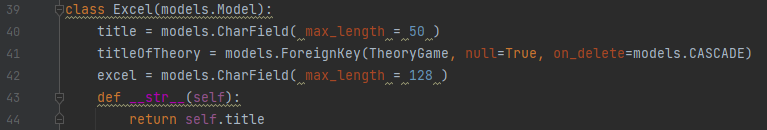 39 class Excel(models.Model):
40 title = models.CharField( max_length = 50 )
41 titleOfTheory = models.ForeignKey(TheoryGame, null=True, on_delete=models.CASCADE)
42 excel = models.CharField( max_length = 128 )
43 def __str__(self):
44 return self.title